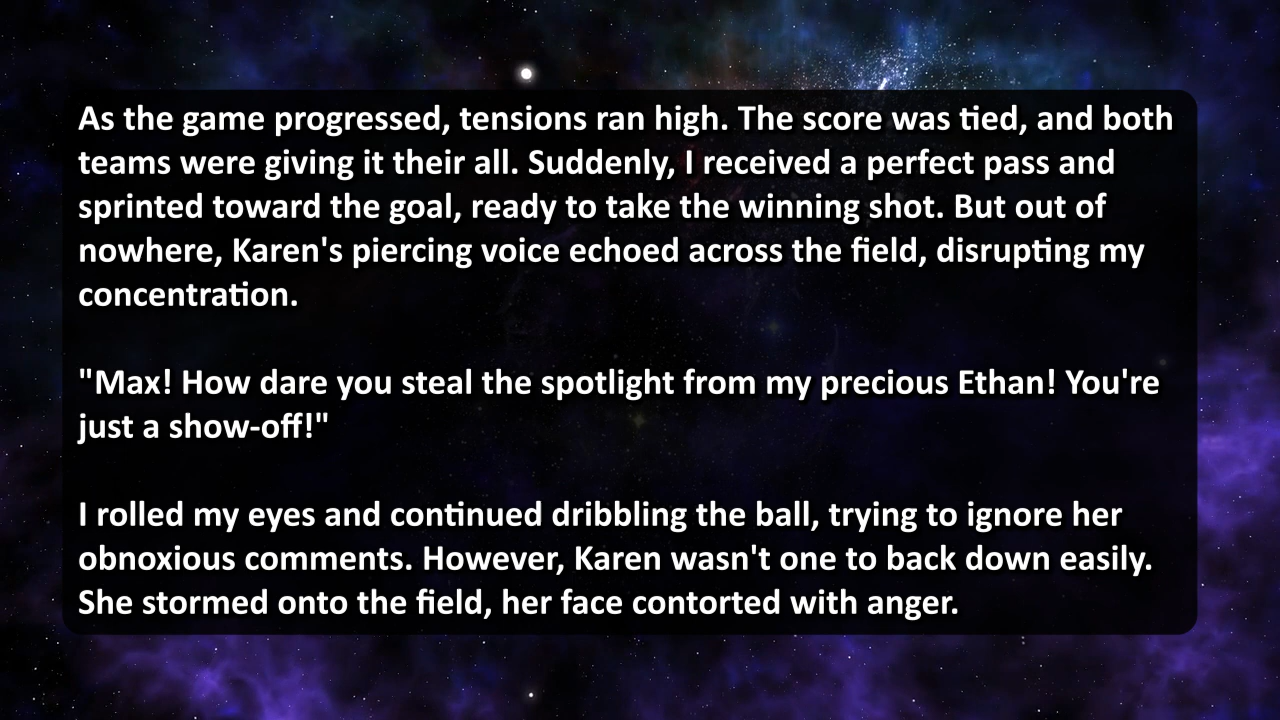 As the game progressed, tensions ran high. The score was tied, and both
teams were giving it their all. Suddenly, I received a perfect pass and
sprinted toward the goal, ready to take the winning shot. But out of
nowhere, Karen's piercing voice echoed across the field, disrupting my
concentration.
"Max! How dare you steal the spotlight from my precious Ethan! You're
just a show-off!"
I rolled my eyes and continued dribbling the ball, trying to ignore her
obnoxious comments. However, Karen wasn't one to back down easily.
She stormed onto the field, her face contorted with anger.